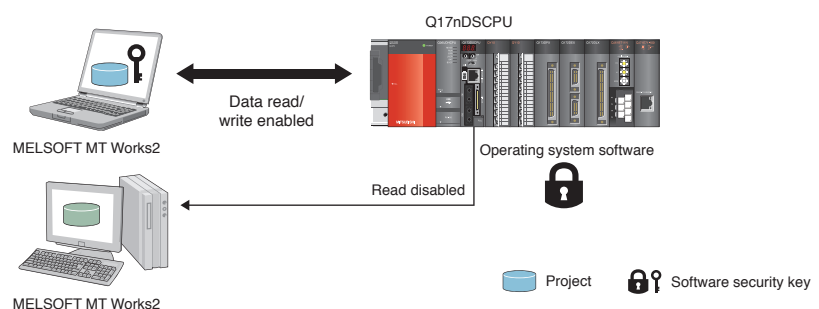 Q17nDSCPU
Data read/
write enabled
MELSOFT MT Works2
Operating system software
Read disabled
MELSOFT MT Works2
Project
Software security key